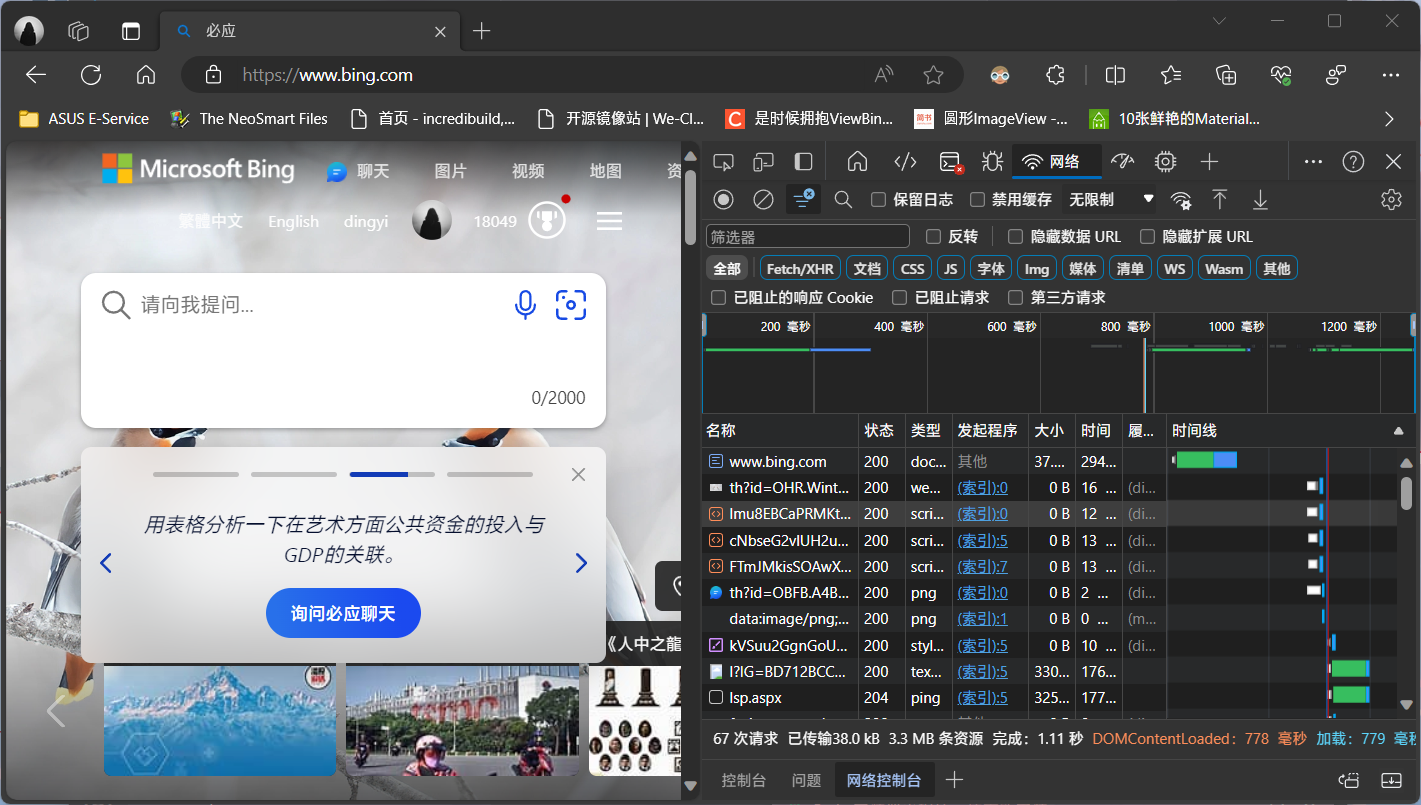 必应
https://www.bing.com
ASUS E-Service
The NeoSmart Files
首页 - incredibuild,...
开源镜像站 | We-Cl...
是时候拥抱ViewBin...
圆形ImageView -...
10张鲜艳的Material...
Microsoft Bing
聊天
图片
视频
地图
繁體中文
English
dingyi
18049
请向我提问...
0/2000
用表格分析一下在艺术方面公共资金的投入与
GDP的关联。
询问必应聊天
《人中之龍
网络
保留日志
禁用缓存
无限制
筛选器
反转
隐藏数据 URL
隐藏扩展 URL
全部
Fetch/XHR
文档
CSS
JS
字体
Img
媒体
清单
WS
Wasm
其他
已阻止的响应 Cookie
已阻止请求
第三方请求
200 毫秒
400 毫秒
600 毫秒
800 毫秒
1000 毫秒
1200 毫秒
名称 状态 类型 发起程序 大小 时间 履... 时间线
www.bing.com 200 doc... 其他 37.... 294...
th?id=OHR.Wint... 200 we... (索引):0 0 B 16 ... (di...
lmu8EBCaPRMKt... 200 scri... (索引):0 0 B 12 ... (di...
cNbseG2vlUH2u... 200 scri... (索引):5 0 B 13 ... (di...
FTmJMkisSOAwX... 200 scri... (索引):7 0 B 13 ... (di...
th?id=OBFB.A4B... 200 png (索引):0 0 B 2 ... (di...
data:image/png;... 200 png (索引):1 0 B 0 ... (m...
kVSuu2GgnGoU... 200 styl... (索引):5 0 B 10 ... (di...
l?IG=BD712BCC... 200 tex... (索引):5 330... 176...
lsp.aspx 204 ping (索引):5 325... 177...
67 次请求 已传输38.0 kB 3.3 MB 条资源 完成：1.11 秒 DOMContentLoaded：778 毫秒 加载：779 毫秒
控制台
问题
网络控制台